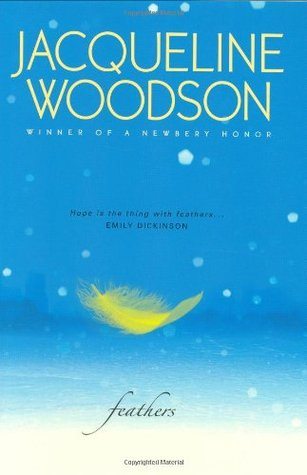 JACQUELINE
WOODSON
WINNER OF A NEWBERY HONOR
Hope is the thing with feathers...
EMILY DICKINSON
feathers